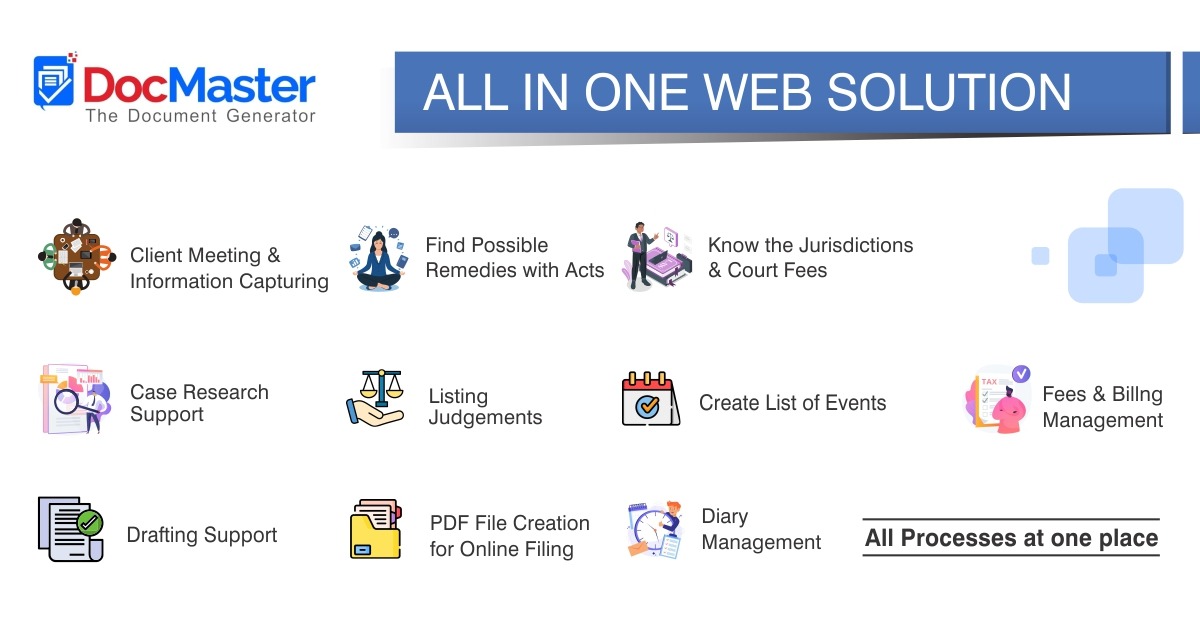 DocMaster
The Document Generator
ALL IN ONE WEB SOLUTION
Client Meeting &
Information Capturing
Find Possible
Remedies with Acts
Know the Jurisdictions
& Court Fees
Case Research
Support
Listing
Judgements
Create List of Events
TAX
Fees & Billng
Management
Drafting Support
PDF File Creation
for Online Filing
Diary
Management
All Processes at one place